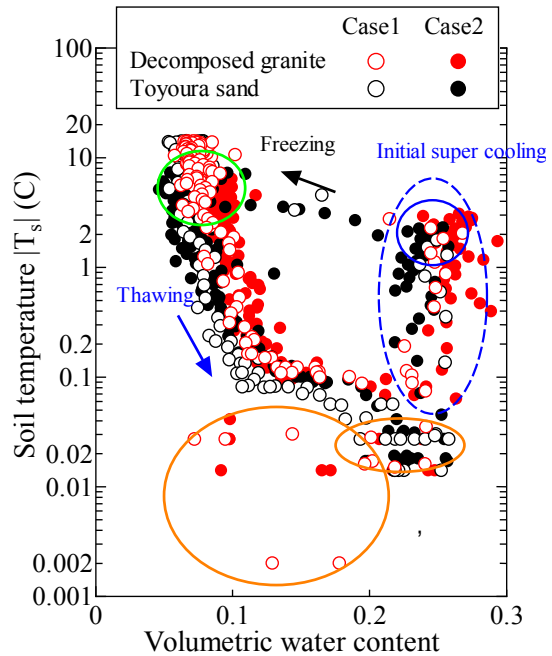 Case1 Case2
Decomposed granite
Toyoura sand
100
20
10
5
2
1
0.2
0.1
0.02
0.01
0.002
0.001
0 0.1 0.2 0.3
Soil temperature |Tₛ| (C)
Volumetric water content
Freezing
Initial super cooling
Thawing
,